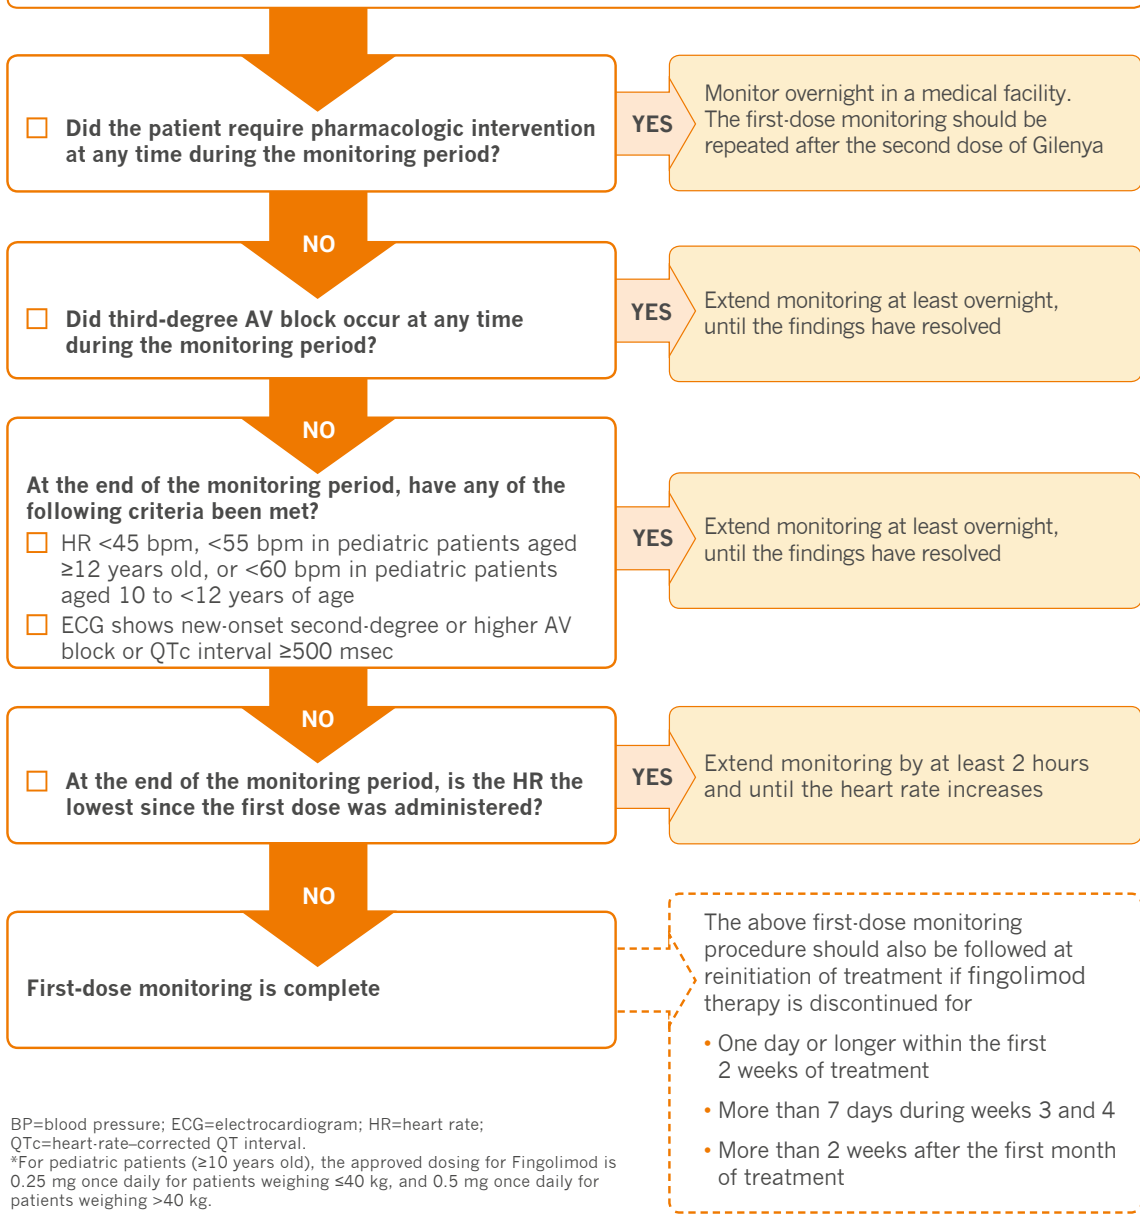 Did the patient require pharmacologic intervention
at any time during the monitoring period?
YES
Monitor overnight in a medical facility.
The first-dose monitoring should be
repeated after the second dose of Gilenya
NO
Did third-degree AV block occur at any time
during the monitoring period?
YES
Extend monitoring at least overnight,
until the findings have resolved
NO
At the end of the monitoring period, have any of the
following criteria been met?
HR <45 bpm, <55 bpm in pediatric patients aged
≥12 years old, or <60 bpm in pediatric patients
aged 10 to <12 years of age
ECG shows new-onset second-degree or higher AV
block or QTc interval ≥500 msec
YES
Extend monitoring at least overnight,
until the findings have resolved
NO
At the end of the monitoring period, is the HR the
lowest since the first dose was administered?
YES
Extend monitoring by at least 2 hours
and until the heart rate increases
NO
First-dose monitoring is complete
The above first-dose monitoring
procedure should also be followed at
reinitiation of treatment if fingolimod
therapy is discontinued for
• One day or longer within the first
2 weeks of treatment
• More than 7 days during weeks 3 and 4
• More than 2 weeks after the first month
of treatment
BP=blood pressure; ECG=electrocardiogram; HR=heart rate;
QTc=heart-rate–corrected QT interval.
*For pediatric patients (≥10 years old), the approved dosing for Fingolimod is
0.25 mg once daily for patients weighing ≤40 kg, and 0.5 mg once daily for
patients weighing >40 kg.